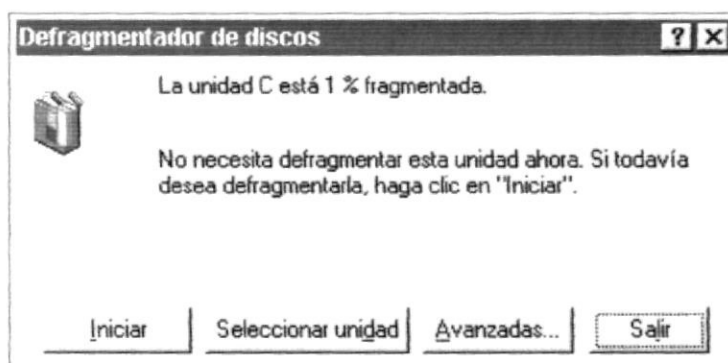 Defragmentador de discos
La unidad C está 1 % fragmentada.
No necesita defragmentar esta unidad ahora. Si todavía
desea defragmentarla, haga clic en "Iniciar".
Iniciar Seleccionar unidad Avanzadas... Salir